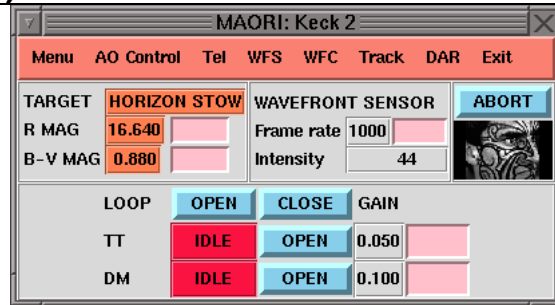 MAORI: Keck 2
Menu AO Control Tel WFS WFC Track DAR Exit
TARGET HORIZON STOW WAVEFRONT SENSOR ABORT
R MAG 16.640 Frame rate 1000
B-V MAG 0.880 Intensity 44
LOOP OPEN CLOSE GAIN
TT IDLE OPEN 0.050
DM IDLE OPEN 0.100